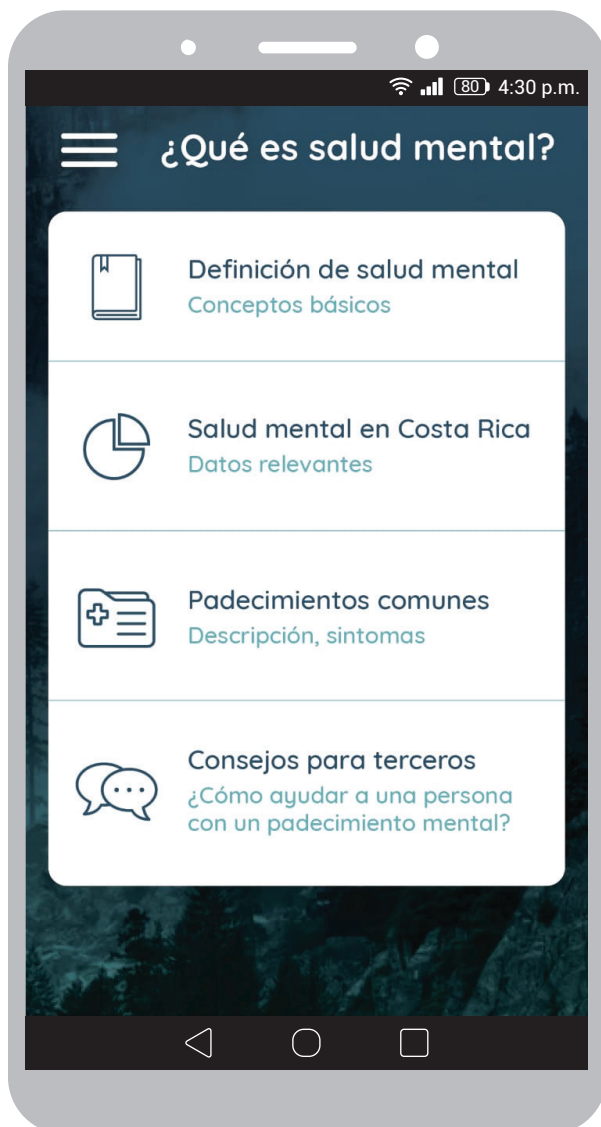 80 4:30 p.m.
¿Qué es salud mental?
Definición de salud mental
Conceptos básicos
Salud mental en Costa Rica
Datos relevantes
Padecimientos comunes
Descripción, sintomas
Consejos para terceros
¿Cómo ayudar a una persona
con un padecimiento mental?